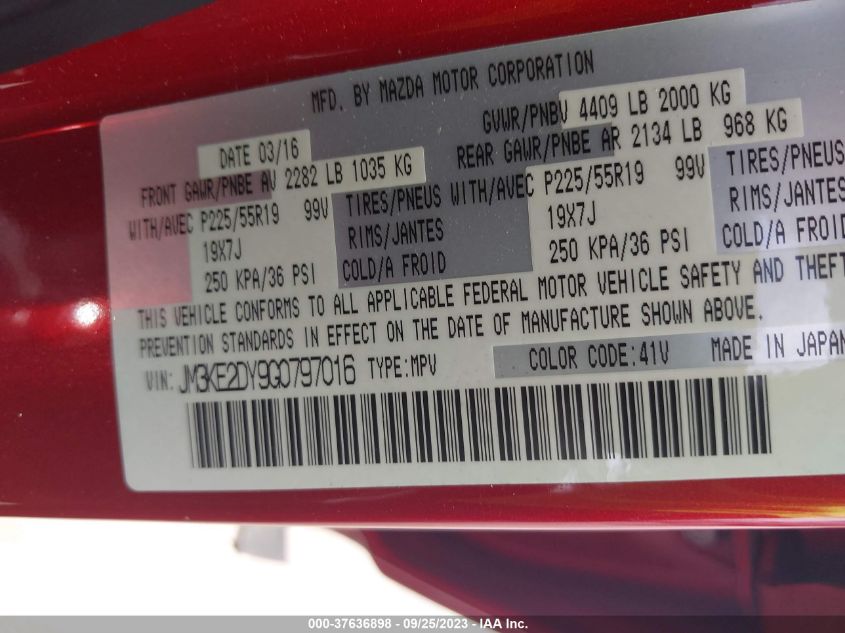 MFD. BY MAZDA MOTOR CORPORATION
DATE 03/16 GVWR/PNBV 4409 LB 2000 KG
FRONT GAWR/PNBE AV 2282 LB 1035 KG REAR GAWR/PNBE AR 2134 LB 968 KG
WITH/AVEC P225/55R19 99V TIRES/PNEUS WITH/AVEC P225/55R19 99V TIRES/PNEUS
19X7J RIMS/JANTES 19X7J RIMS/JANTES
250 KPA/36 PSI COLD/A FROID 250 KPA/36 PSI COLD/A FROID
THIS VEHICLE CONFORMS TO ALL APPLICABLE FEDERAL MOTOR VEHICLE SAFETY AND THEFT
PREVENTION STANDARDS IN EFFECT ON THE DATE OF MANUFACTURE SHOWN ABOVE.
VIN: JM3KE2DY9G0797016 TYPE:MPV COLOR CODE:41V MADE IN JAPAN
000-37636898 - 09/25/2023 - IAA Inc.